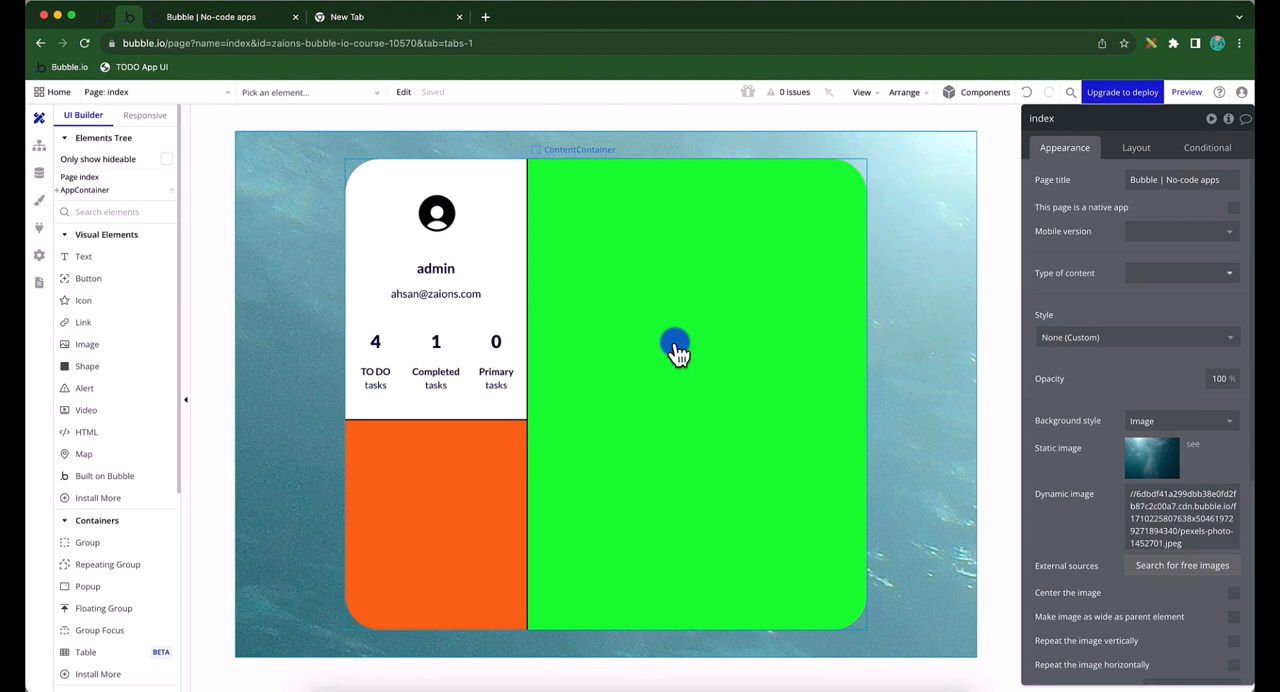 Bubble | No-code apps
New Tab
bubble.io/page?name=index&id=zaions-bubble-io-course-10570&tab=tabs-1
Bubble.io
TODO App UI
Home
Page: index
Pick an element...
Edit
Saved
0 issues
View
Arrange
Components
Upgrade to deploy
Preview
UI Builder
Responsive
Elements Tree
Only show hideable
Page index
AppContainer
Search elements
Visual Elements
Text
Button
Icon
Link
Image
Shape
Alert
Video
HTML
Map
Built on Bubble
Install More
Containers
Group
Repeating Group
Popup
Floating Group
Group Focus
Table
BETA
Install More
ContentContainer
admin
ahsan@zaions.com
4 1 0
TO DO Completed Primary
tasks tasks tasks
index
Appearance
Layout
Conditional
Page title
Bubble | No-code apps
This page is a native app
Mobile version
Type of content
Style
None (Custom)
Opacity
100 %
Background style
Image
Static image
see
Dynamic image
//6dbdf41a299dbb38e0fd2f
b87c2c00a7.cdn.bubble.io/f
1710225807638x50461972
9271894340/pexels-photo-
1452701.jpeg
External sources
Search for free images
Center the image
Make image as wide as parent element
Repeat the image vertically
Repeat the image horizontally